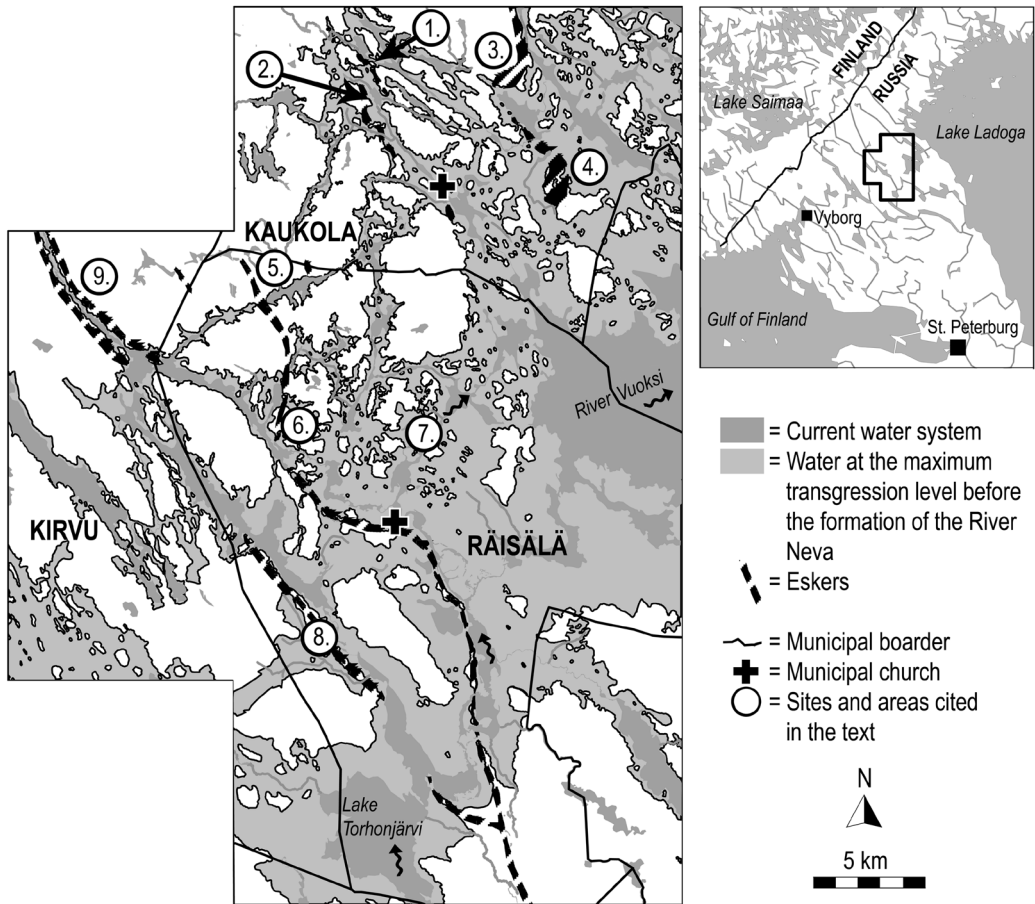 1.
2.
3.
4.
KAUKOLA
5.
9.
6.
7.
River Vuoksi
KIRVU
RÄISÄLÄ
8.
Lake
Torhonjärvi
FINLAND
RUSSIA
Lake Saimaa
Lake Ladoga
Vyborg
Gulf of Finland
St. Peterburg
= Current water system
= Water at the maximum
transgression level before
the formation of the River
Neva
= Eskers
= Municipal boarder
= Municipal church
= Sites and areas cited
in the text
N
5 km